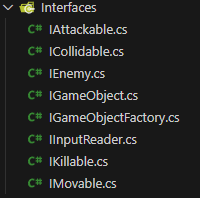 Interfaces
C# IAttackable.cs
C# ICollidable.cs
C# IEnemy.cs
C# IGameObject.cs
C# IGameObjectFactory.cs
C# IInputReader.cs
C# IKillable.cs
C# IMovable.cs